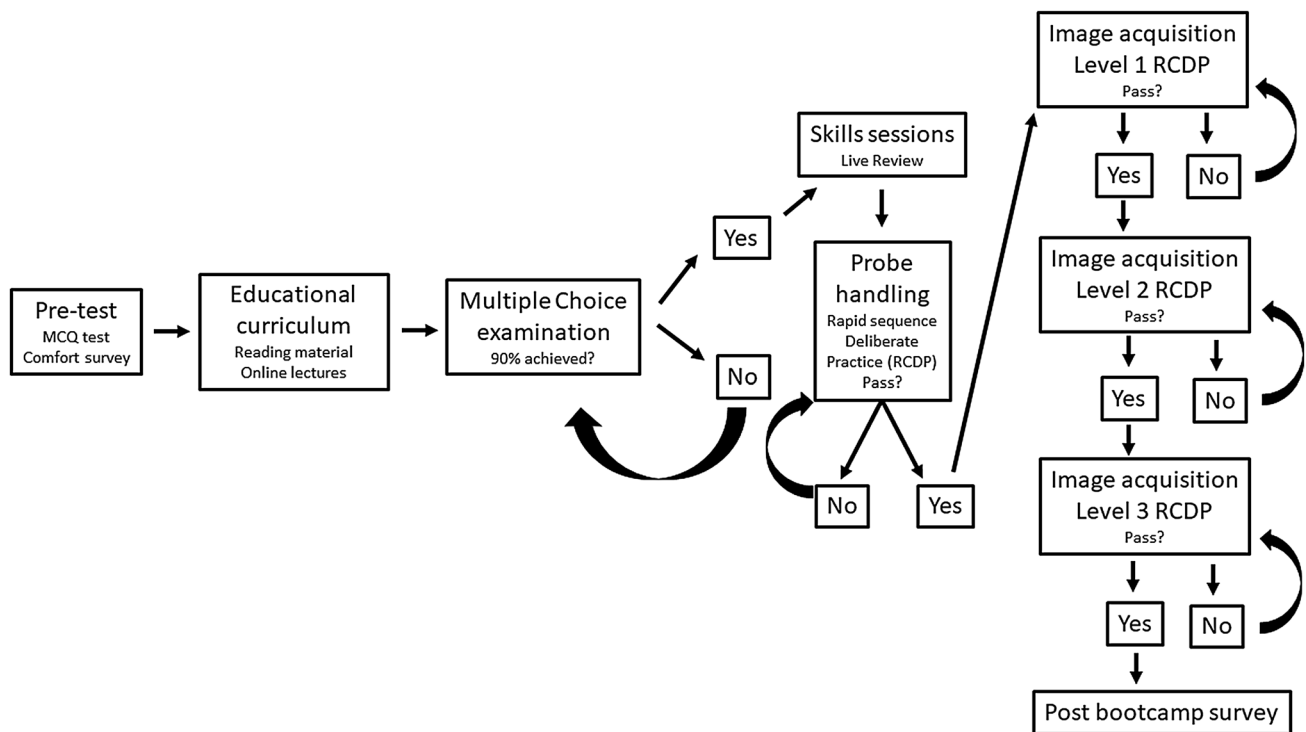 Pre-test
MCQ test
Comfort survey
Educational
curriculum
Reading material
Online lectures
Multiple Choice
examination
90% achieved?
Yes
No
Skills sessions
Live Review
Probe
handling
Rapid sequence
Deliberate
Practice (RCDP)
Pass?
No
Yes
Image acquisition
Level 1 RCDP
Pass?
Yes
No
Image acquisition
Level 2 RCDP
Pass?
Yes
No
Image acquisition
Level 3 RCDP
Pass?
Yes
No
Post bootcamp survey